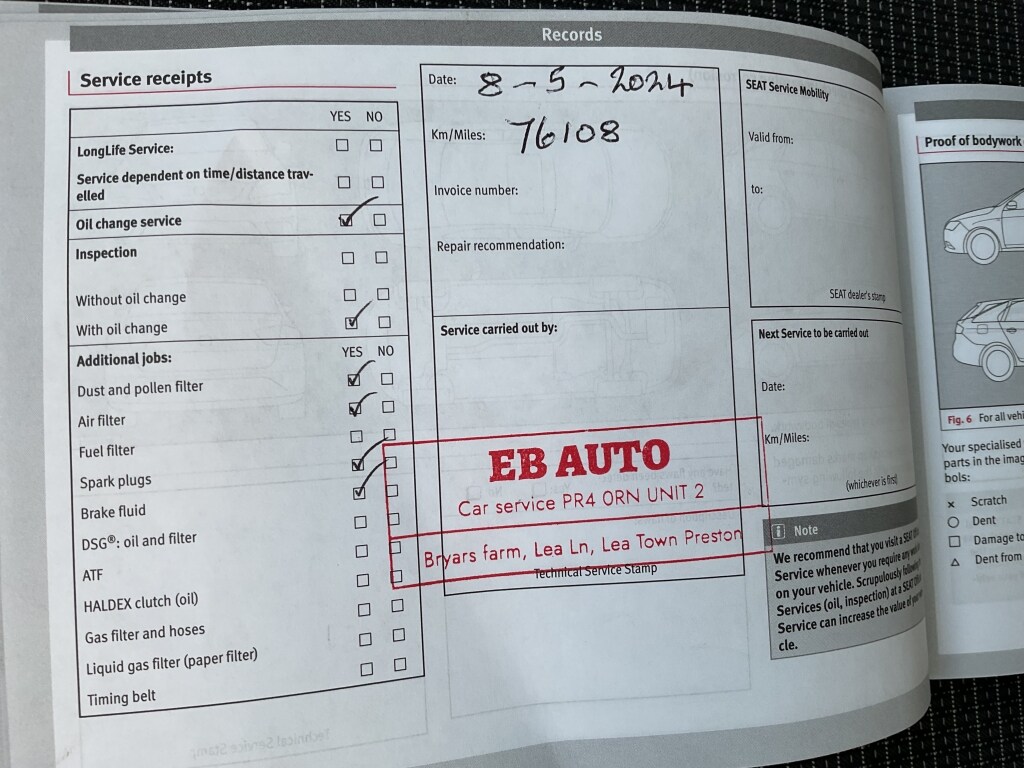 Records
Service receipts
YES NO
LongLife Service:
Service dependent on time/distance trav-
elled
Oil change service
Inspection
Without oil change
With oil change
Additional jobs: YES NO
Dust and pollen filter
Air filter
Fuel filter
Spark plugs
Brake fluid
DSG®: oil and filter
ATF
HALDEX clutch (oil)
Gas filter and hoses
Liquid gas filter (paper filter)
Timing belt
Date: 8-5-2024
Km/Miles: 76108
Invoice number:
Repair recommendation:
Service carried out by:
EB AUTO
Car service PR4 0RN UNIT 2
Bryars farm, Lea Ln, Lea Town Preston
Technical Service Stamp
SEAT Service Mobility
Valid from:
to:
SEAT dealer's stamp
Next Service to be carried out
Date:
Km/Miles:
(whichever is first)
i Note
We recommend that you visit a SEAT
Service whenever you require any
on your vehicle. Scrupulously
Services (oil, inspection) at a SEAT
Service can increase the value of
cle.
Proof of bodywork
Fig. 6 For all vehi
Your specialised
parts in the imag
bols:
x Scratch
○ Dent
□ Damage to
△ Dent from